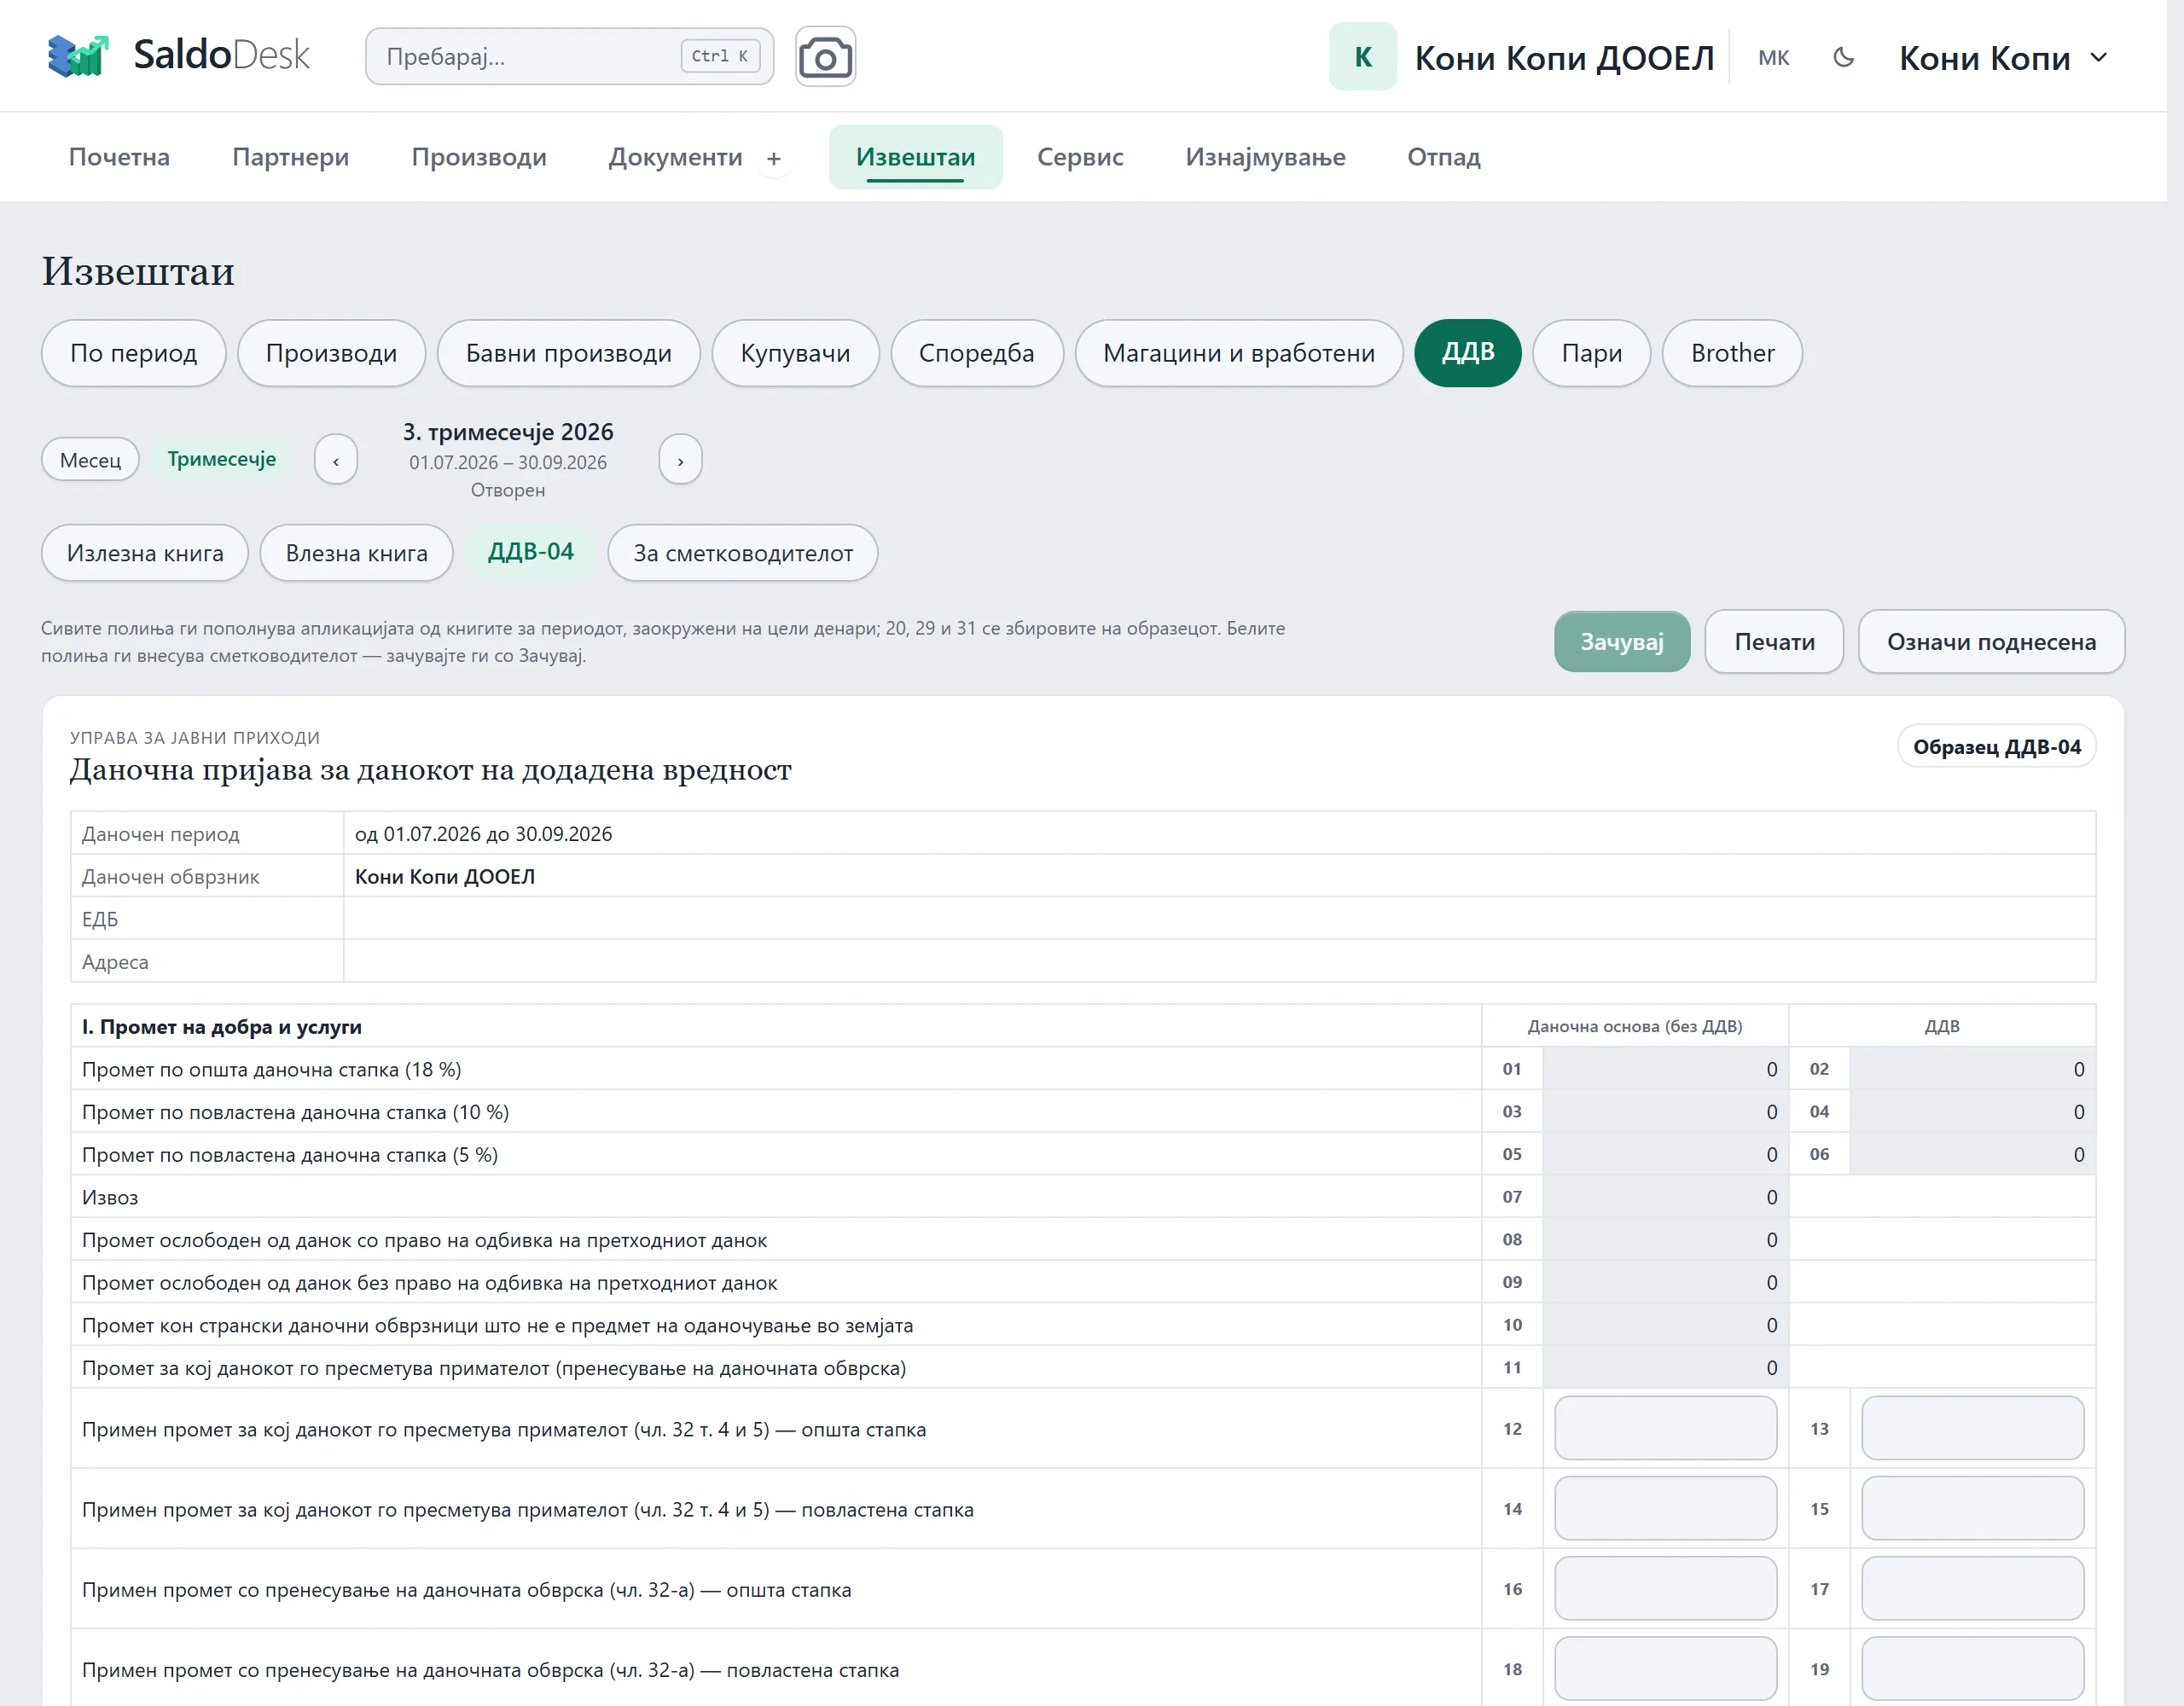 SaldoDesk
Пребарај... Ctrl K
К Кони Копи ДООЕЛ МК Кони Копи
Почетна Партнери Производи Документи + Извештаи Сервис Изнајмување Отпад
Извештаи
По период Производи Бавни производи Купувачи Споредба Магацини и вработени ДДВ Пари Brother
Месец Тримесечје ‹ 3. тримесечје 2026 ›
01.07.2026 – 30.09.2026
Отворен
Излезна книга Влезна книга ДДВ-04 За сметководителот
Сивите полиња ги пополнува апликацијата од книгите за периодот, заокружени на цели денари; 20, 29 и 31 се збировите на образецот. Белите
полиња ги внесува сметководителот — зачувајте ги со Зачувај.
Зачувај Печати Означи поднесена
УПРАВА ЗА ЈАВНИ ПРИХОДИ
Даночна пријава за данокот на додадена вредност
Образец ДДВ-04
Даночен период од 01.07.2026 до 30.09.2026
Даночен обврзник Кони Копи ДООЕЛ
ЕДБ
Адреса
I. Промет на добра и услуги Даночна основа (без ДДВ) ДДВ
Промет по општа даночна стапка (18 %) 01 0 02 0
Промет по повластена даночна стапка (10 %) 03 0 04 0
Промет по повластена даночна стапка (5 %) 05 0 06 0
Извоз 07 0
Промет ослободен од данок со право на одбивка на претходниот данок 08 0
Промет ослободен од данок без право на одбивка на претходниот данок 09 0
Промет кон странски даночни обврзници што не е предмет на оданочување во земјата 10 0
Промет за кој данокот го пресметува примателот (пренесување на даночната обврска) 11 0
Примен промет за кој данокот го пресметува примателот (чл. 32 т. 4 и 5) — општа стапка 12 13
Примен промет за кој данокот го пресметува примателот (чл. 32 т. 4 и 5) — повластена стапка 14 15
Примен промет со пренесување на даночната обврска (чл. 32-а) — општа стапка 16 17
Примен промет со пренесување на даночната обврска (чл. 32-а) — повластена стапка 18 19